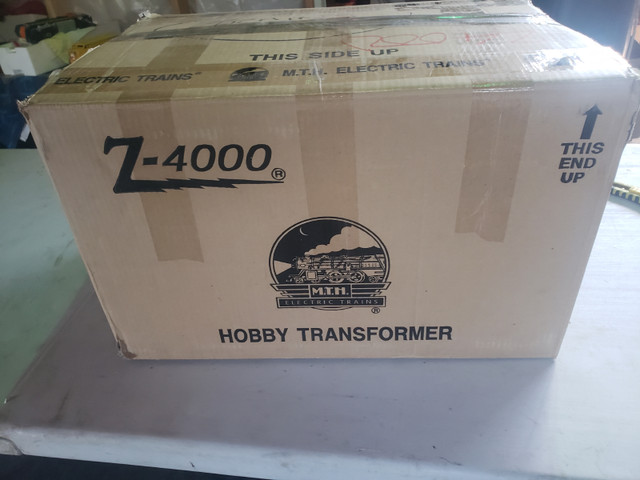 THIS SIDE UP
ELECTRIC TRAINS
M.T.H. ELECTRIC TRAINS
Z-4000®
THIS
END
UP
M.T.H.
ELECTRIC TRAINS
®
HOBBY TRANSFORMER